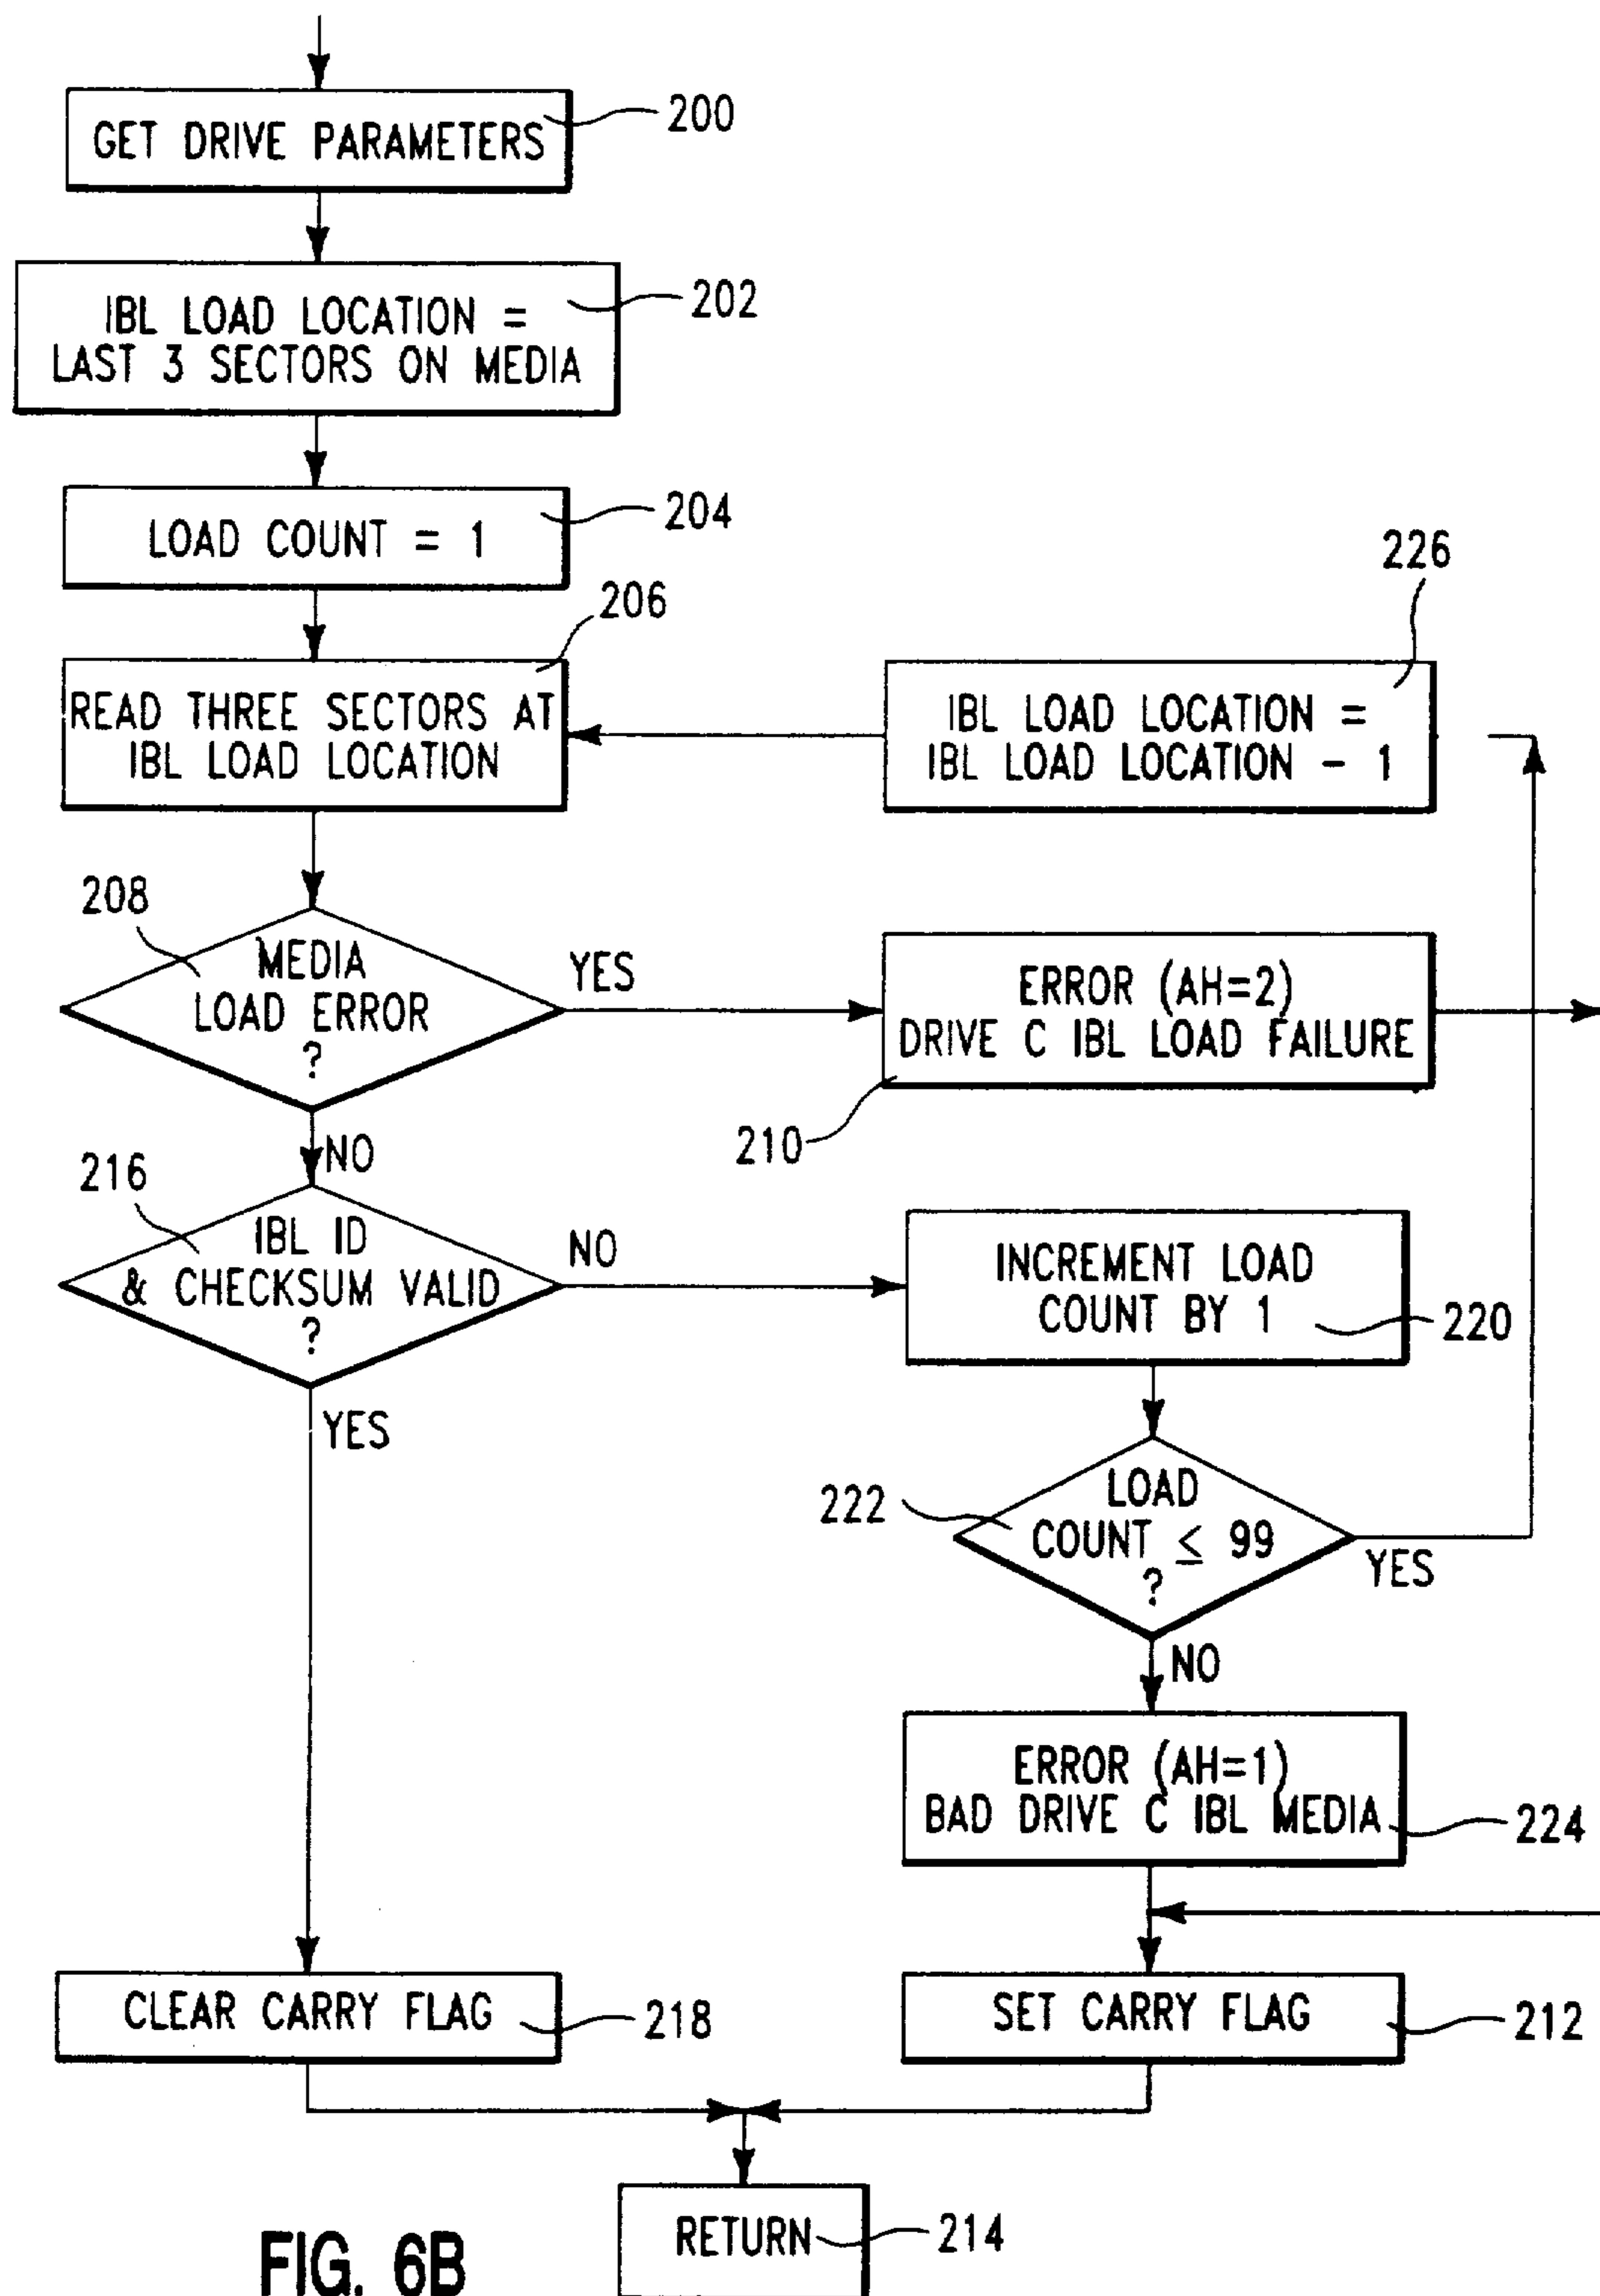 GET DRIVE PARAMETERS
200
IBL LOAD LOCATION =
LAST 3 SECTORS ON MEDIA
202
LOAD COUNT = 1
204
READ THREE SECTORS AT
IBL LOAD LOCATION
206
IBL LOAD LOCATION =
IBL LOAD LOCATION - 1
226
208
MEDIA
LOAD ERROR
?
YES
NO
ERROR (AH=2)
DRIVE C IBL LOAD FAILURE
210
216
IBL ID
& CHECKSUM VALID
?
NO
YES
INCREMENT LOAD
COUNT BY 1
220
222
LOAD
COUNT ≤ 99
?
YES
NO
ERROR (AH=1)
BAD DRIVE C IBL MEDIA
224
CLEAR CARRY FLAG
218
SET CARRY FLAG
212
RETURN
214
FIG. 6B